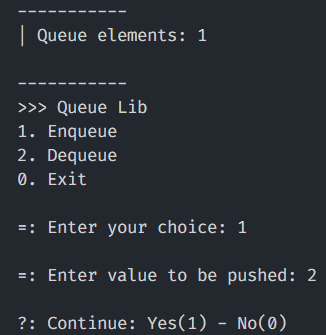 -----------
| Queue elements: 1
-----------
>>> Queue Lib
1. Enqueue
2. Dequeue
0. Exit
=: Enter your choice: 1
=: Enter value to be pushed: 2
?: Continue: Yes(1) - No(0)